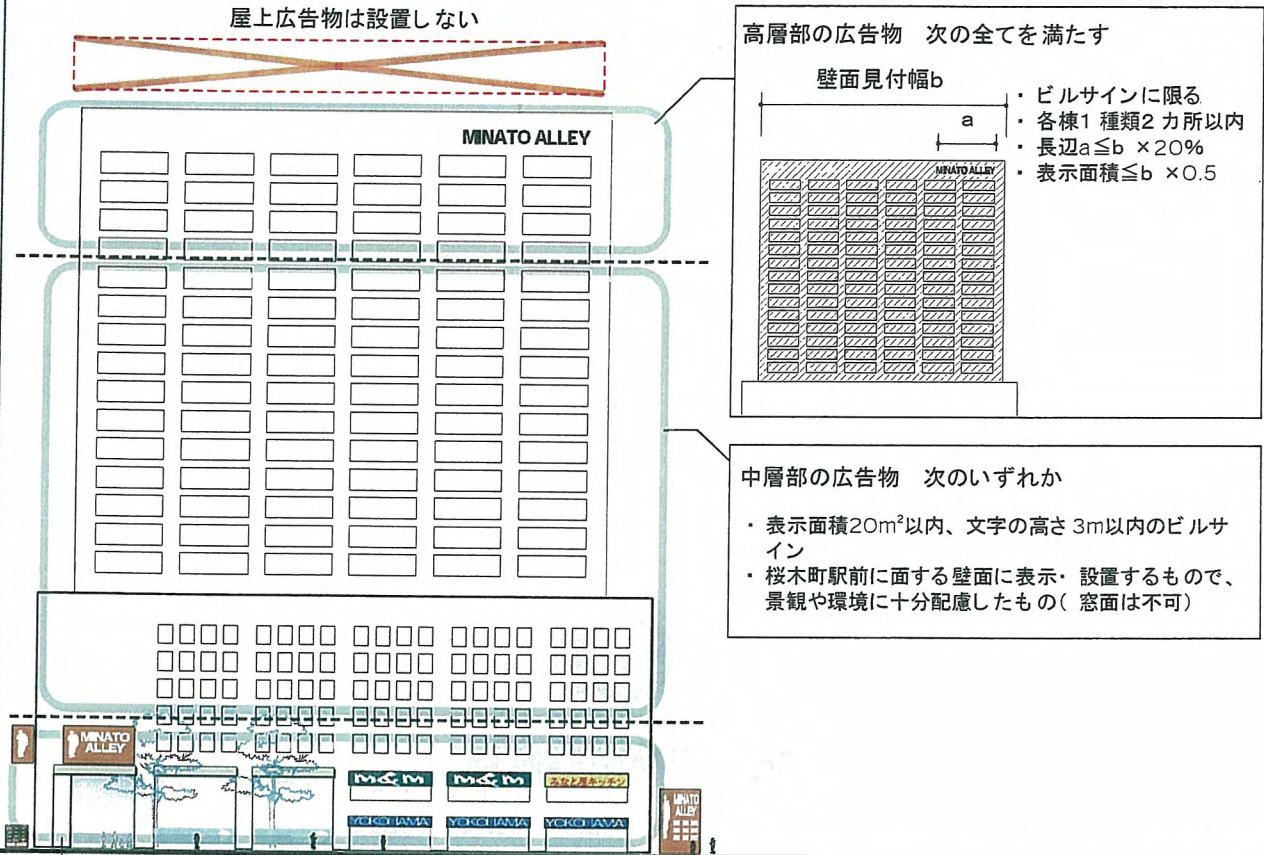 屋上広告物は設置しない
MINATO ALLEY
高層部の広告物　次の全てを満たす
壁面見付幅b
a
MINATO ALLEY
・ ビルサインに限る
・ 各棟1 種類2 カ所以内
・ 長辺a≦b ×20%
・ 表示面積≦b ×0.5
中層部の広告物　次のいずれか
・ 表示面積20m²以内、文字の高さ 3m以内のビルサ
イン
・ 桜木町駅前に面する壁面に表示・ 設置するもので、
景観や環境に十分配慮したもの( 窓面は不可)
MINATO
ALLEY
M&M
M&M
みなと屋キッチン
YOKOHAMA
YOKOHAMA
YOKOHAMA
MINATO
ALLEY